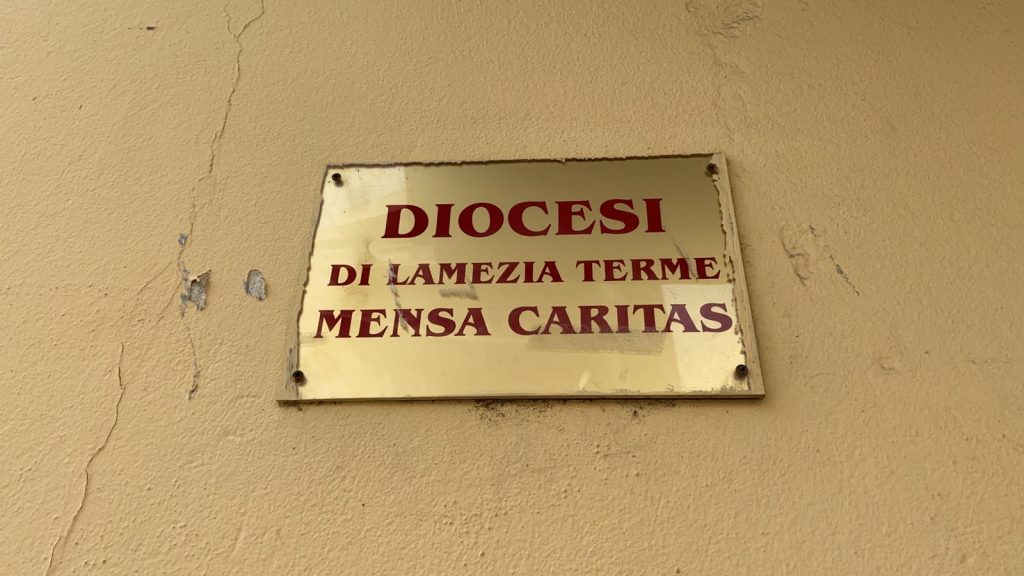 DIOCESI
DI LAMEZIA TERME
MENSA CARITAS